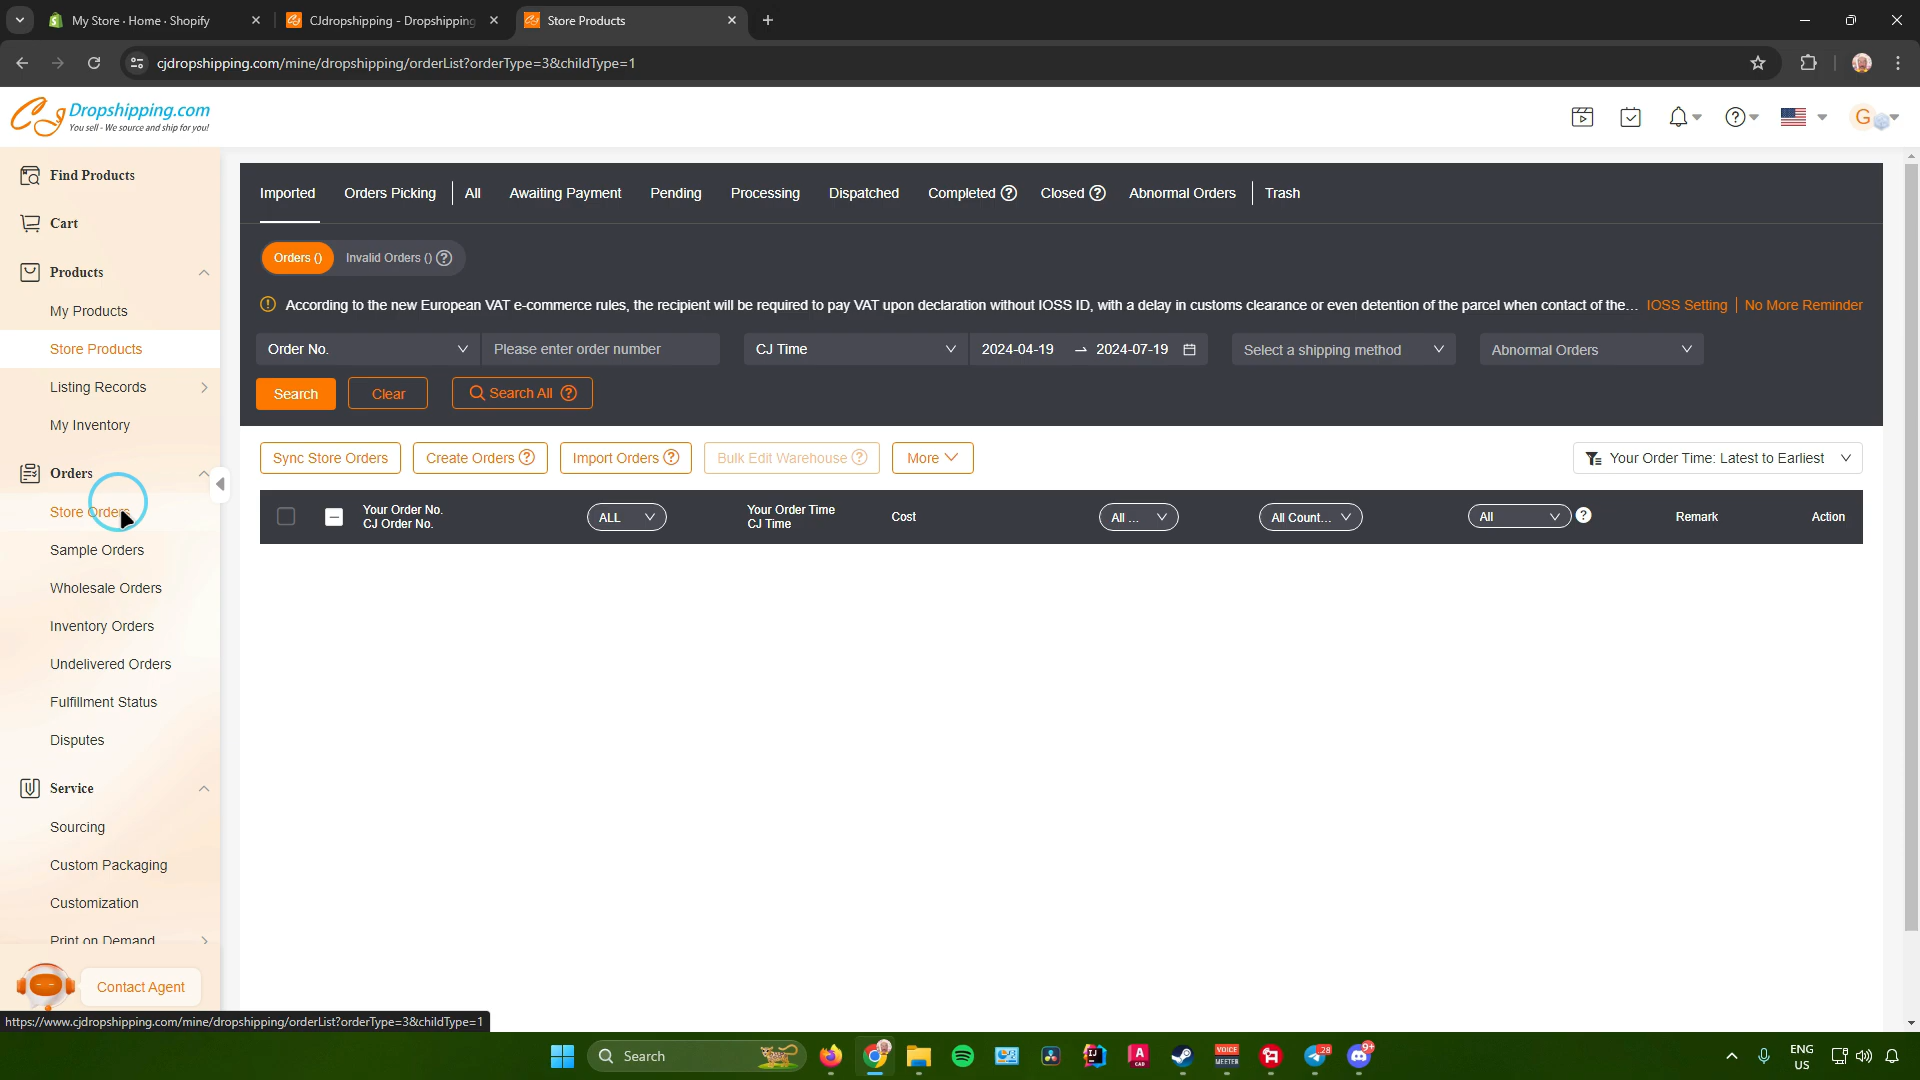 My Store · Home · Shopify
CJdropshipping - Dropshipping
Store Products
cjdropshipping.com/mine/dropshipping/orderList?orderType=3&childType=1
CJ Dropshipping.com
You sell - We source and ship for you!
G
Find Products
Cart
Products
My Products
Store Products
Listing Records
My Inventory
Orders
Store Orders
Sample Orders
Wholesale Orders
Inventory Orders
Undelivered Orders
Fulfillment Status
Disputes
Service
Sourcing
Custom Packaging
Customization
Print on Demand
Contact Agent
Imported Orders Picking All Awaiting Payment Pending Processing Dispatched Completed Closed Abnormal Orders Trash
Orders () Invalid Orders ()
According to the new European VAT e-commerce rules, the recipient will be required to pay VAT upon declaration without IOSS ID, with a delay in customs clearance or even detention of the parcel when contact of the... IOSS Setting No More Reminder
Order No. Please enter order number CJ Time 2024-04-19 → 2024-07-19 Select a shipping method Abnormal Orders
Search Clear Search All
Sync Store Orders Create Orders Import Orders Bulk Edit Warehouse More Your Order Time: Latest to Earliest
Your Order No.
CJ Order No.
ALL
Your Order Time
CJ Time
Cost All ... All Count... All Remark Action
https://www.cjdropshipping.com/mine/dropshipping/orderList?orderType=3&childType=1
Search
VOICE
MEETER
28
9+
ENG
US